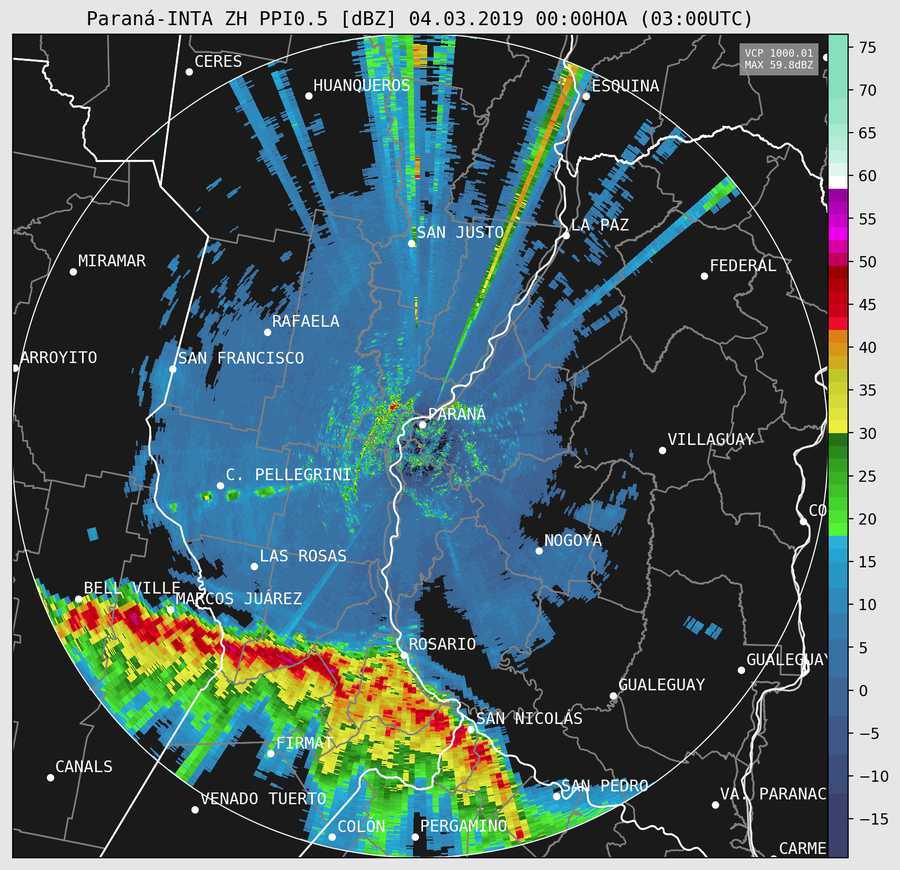 Paraná-INTA ZH PPI0.5 [dBZ] 04.03.2019 00:00HOA (03:00UTC)
VCP 1000.01
MAX 59.8dBZ
CERES
HUANQUEROS
ESQUINA
SAN JUSTO
LA PAZ
MIRAMAR
FEDERAL
RAFAELA
ARROYITO
SAN FRANCISCO
PARANÁ
VILLAGUAY
C. PELLEGRINI
CO
NOGOYA
LAS ROSAS
BELL VILLE
MARCOS JUÁREZ
ROSARIO
GUALEGUAY
GUALEGUAY
SAN NICOLÁS
FIRMAT
CANALS
SAN PEDRO
VENADO TUERTO
VA. PARANAC
COLÓN
PERGAMINO
CARME
75
70
65
60
55
50
45
40
35
30
25
20
15
10
5
0
−5
−10
−15